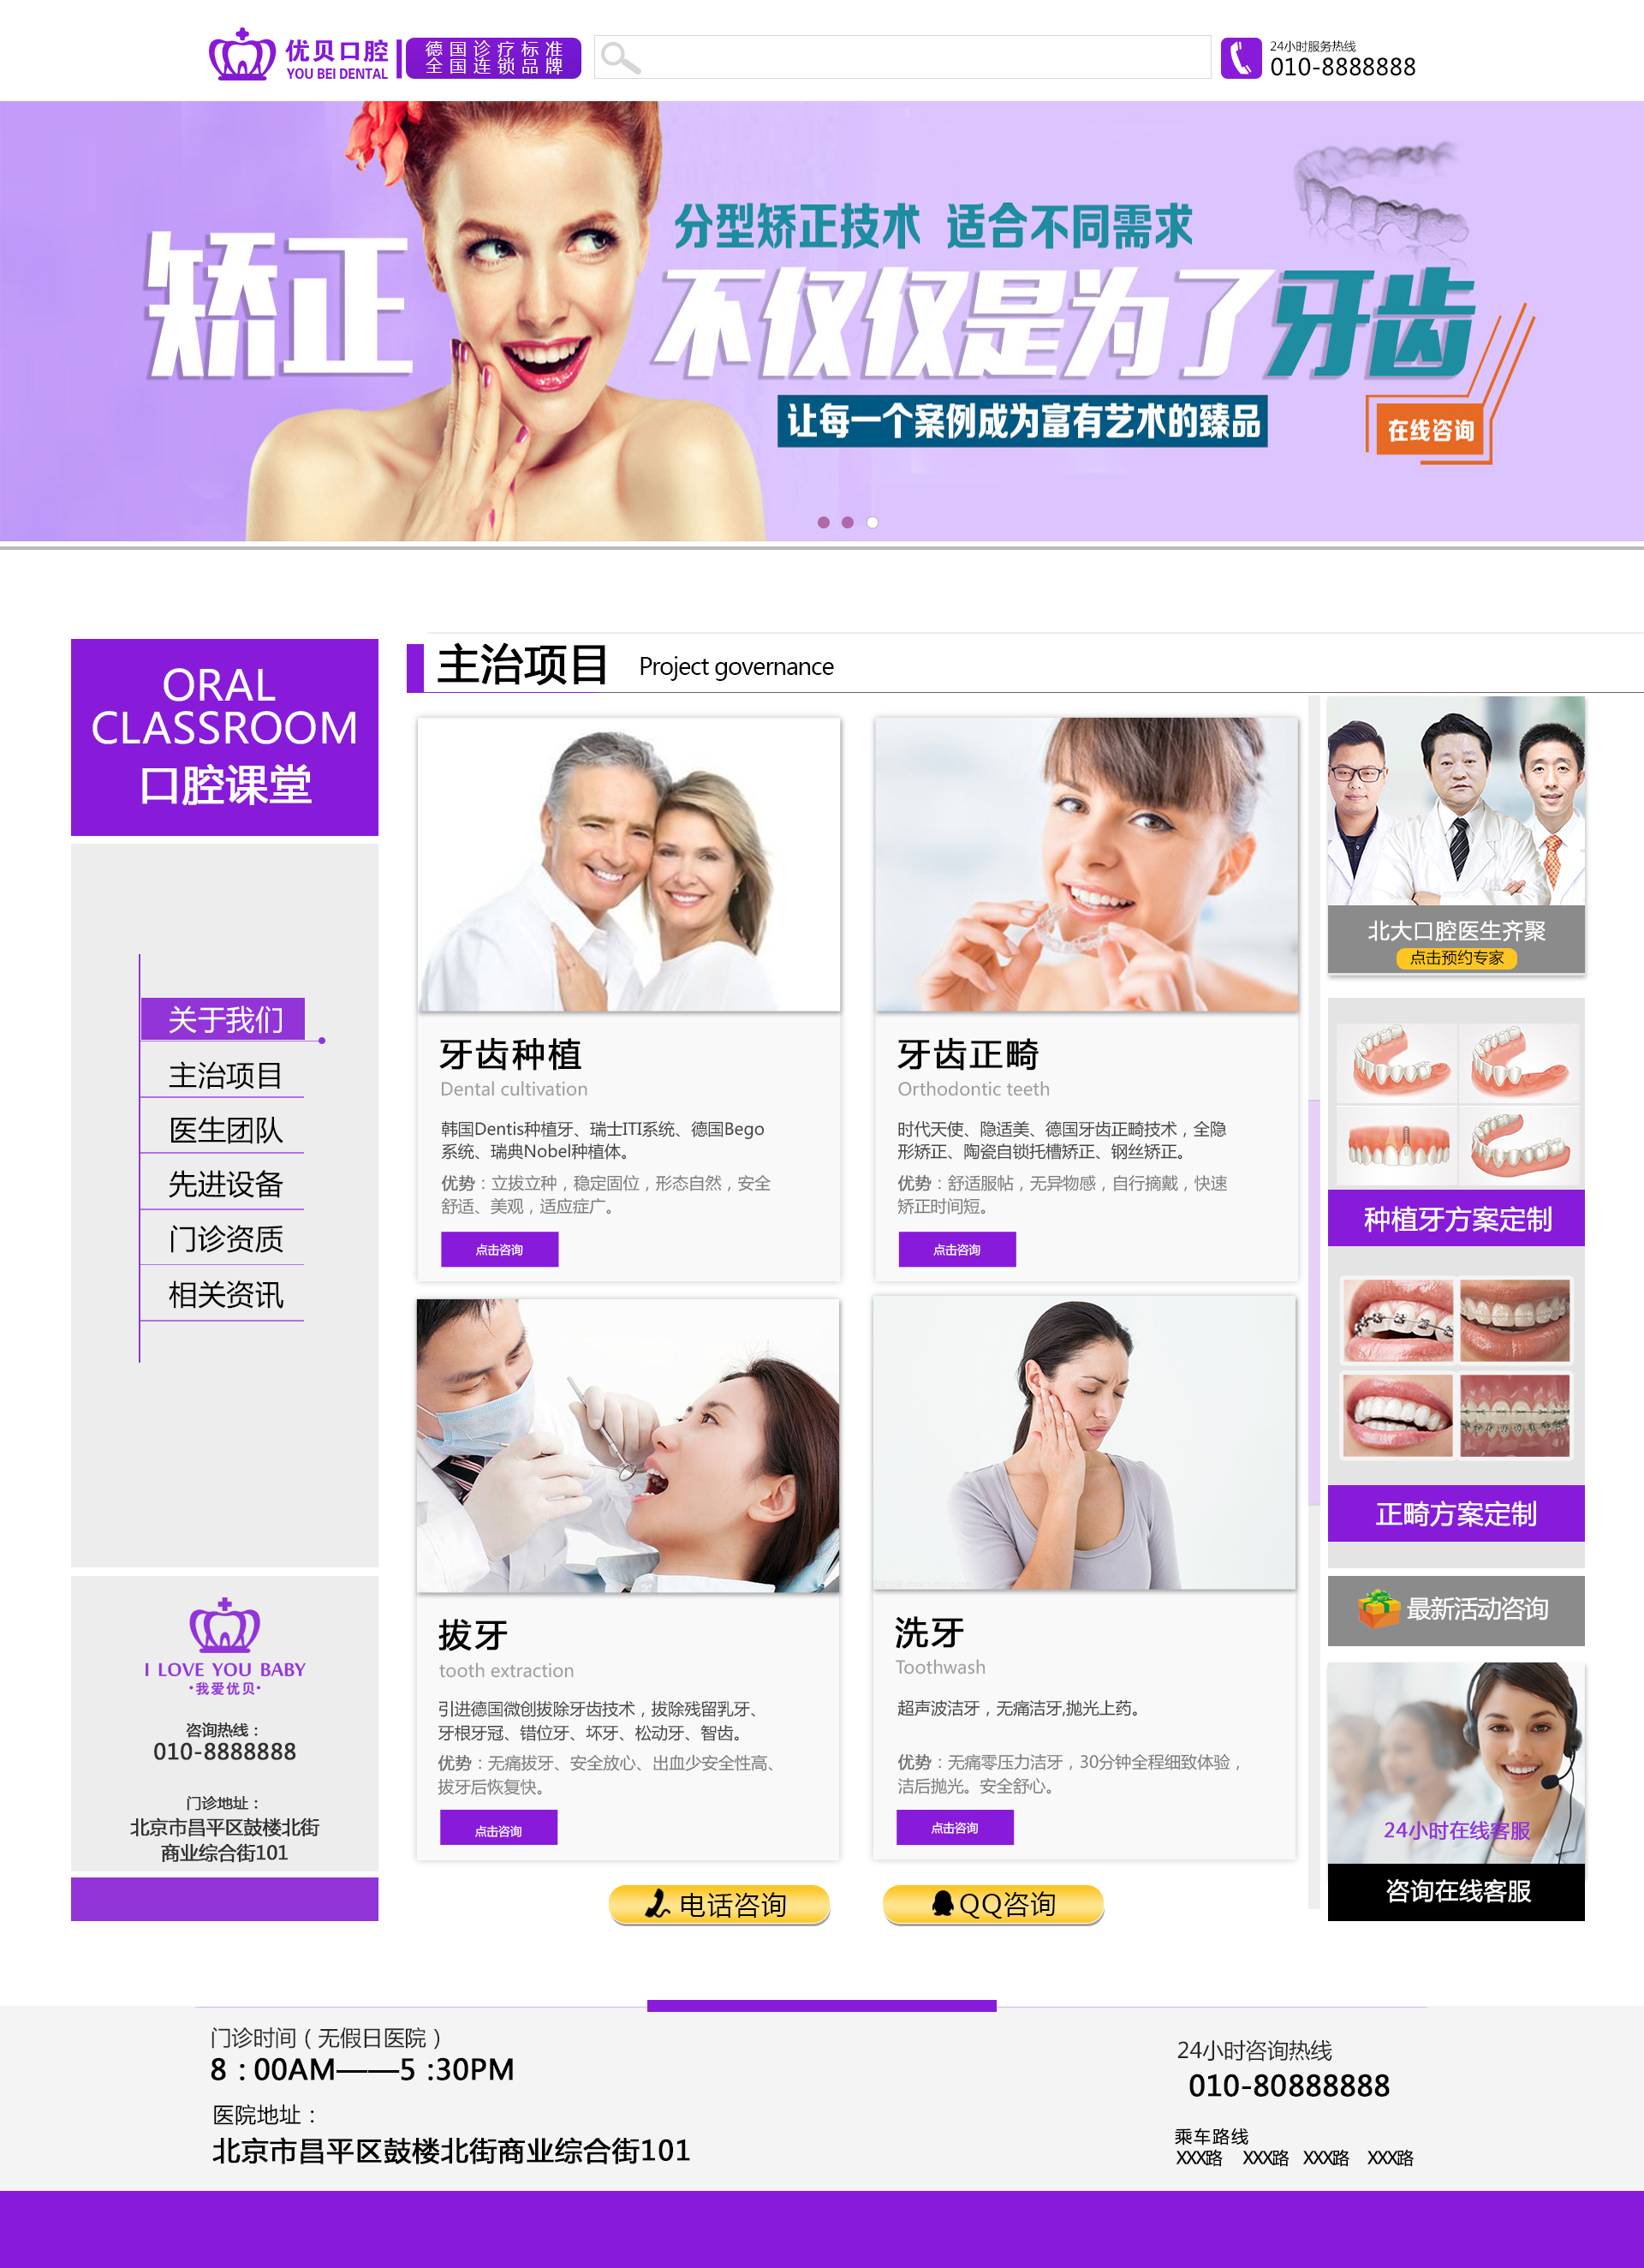 优贝口腔
YOU BEI DENTAL
德国诊疗标准
全国连锁品牌
24小时服务热线
010-8888888
矫正
分型矫正技术 适合不同需求
不仅仅是为了牙齿
让每一个案例成为富有艺术的臻品
在线咨询
ORAL
CLASSROOM
口腔课堂
关于我们
主治项目
医生团队
先进设备
门诊资质
相关资讯
I LOVE YOU BABY
·我爱优贝·
咨询热线：
010-8888888
门诊地址：
北京市昌平区鼓楼北街
商业综合街101
主治项目 Project governance
牙齿种植
Dental cultivation
韩国Dentis种植牙、瑞士ITI系统、德国Bego
系统、瑞典Nobel种植体。
优势：立拔立种，稳定固位，形态自然，安全
舒适、美观，适应症广。
点击咨询
牙齿正畸
Orthodontic teeth
时代天使、隐适美、德国牙齿正畸技术，全隐
形矫正、陶瓷自锁托槽矫正、钢丝矫正。
优势：舒适服帖，无异物感，自行摘戴，快速
矫正时间短。
点击咨询
拔牙
tooth extraction
引进德国微创拔除牙齿技术，拔除残留乳牙、
牙根牙冠、错位牙、坏牙、松动牙、智齿。
优势：无痛拔牙、安全放心、出血少安全性高、
拔牙后恢复快。
点击咨询
洗牙
Toothwash
超声波洁牙，无痛洁牙,抛光上药。
优势：无痛零压力洁牙，30分钟全程细致体验，
洁后抛光。安全舒心。
点击咨询
电话咨询
QQ咨询
北大口腔医生齐聚
点击预约专家
种植牙方案定制
正畸方案定制
最新活动咨询
24小时在线客服
咨询在线客服
门诊时间（无假日医院）
8：00AM——5：30PM
医院地址：
北京市昌平区鼓楼北街商业综合街101
24小时咨询热线
010-80888888
乘车路线
XXX路 XXX路 XXX路 XXX路